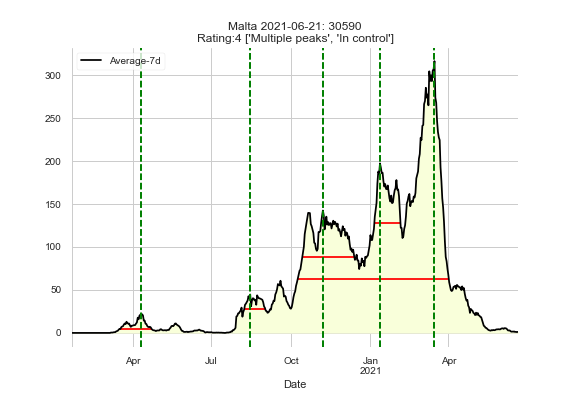 Malta 2021-06-21: 30590
Rating:4 ['Multiple peaks', 'In control']
Average-7d
300
250
200
150
100
50
0
Apr
Jul
Oct
Jan
2021
Apr
Date